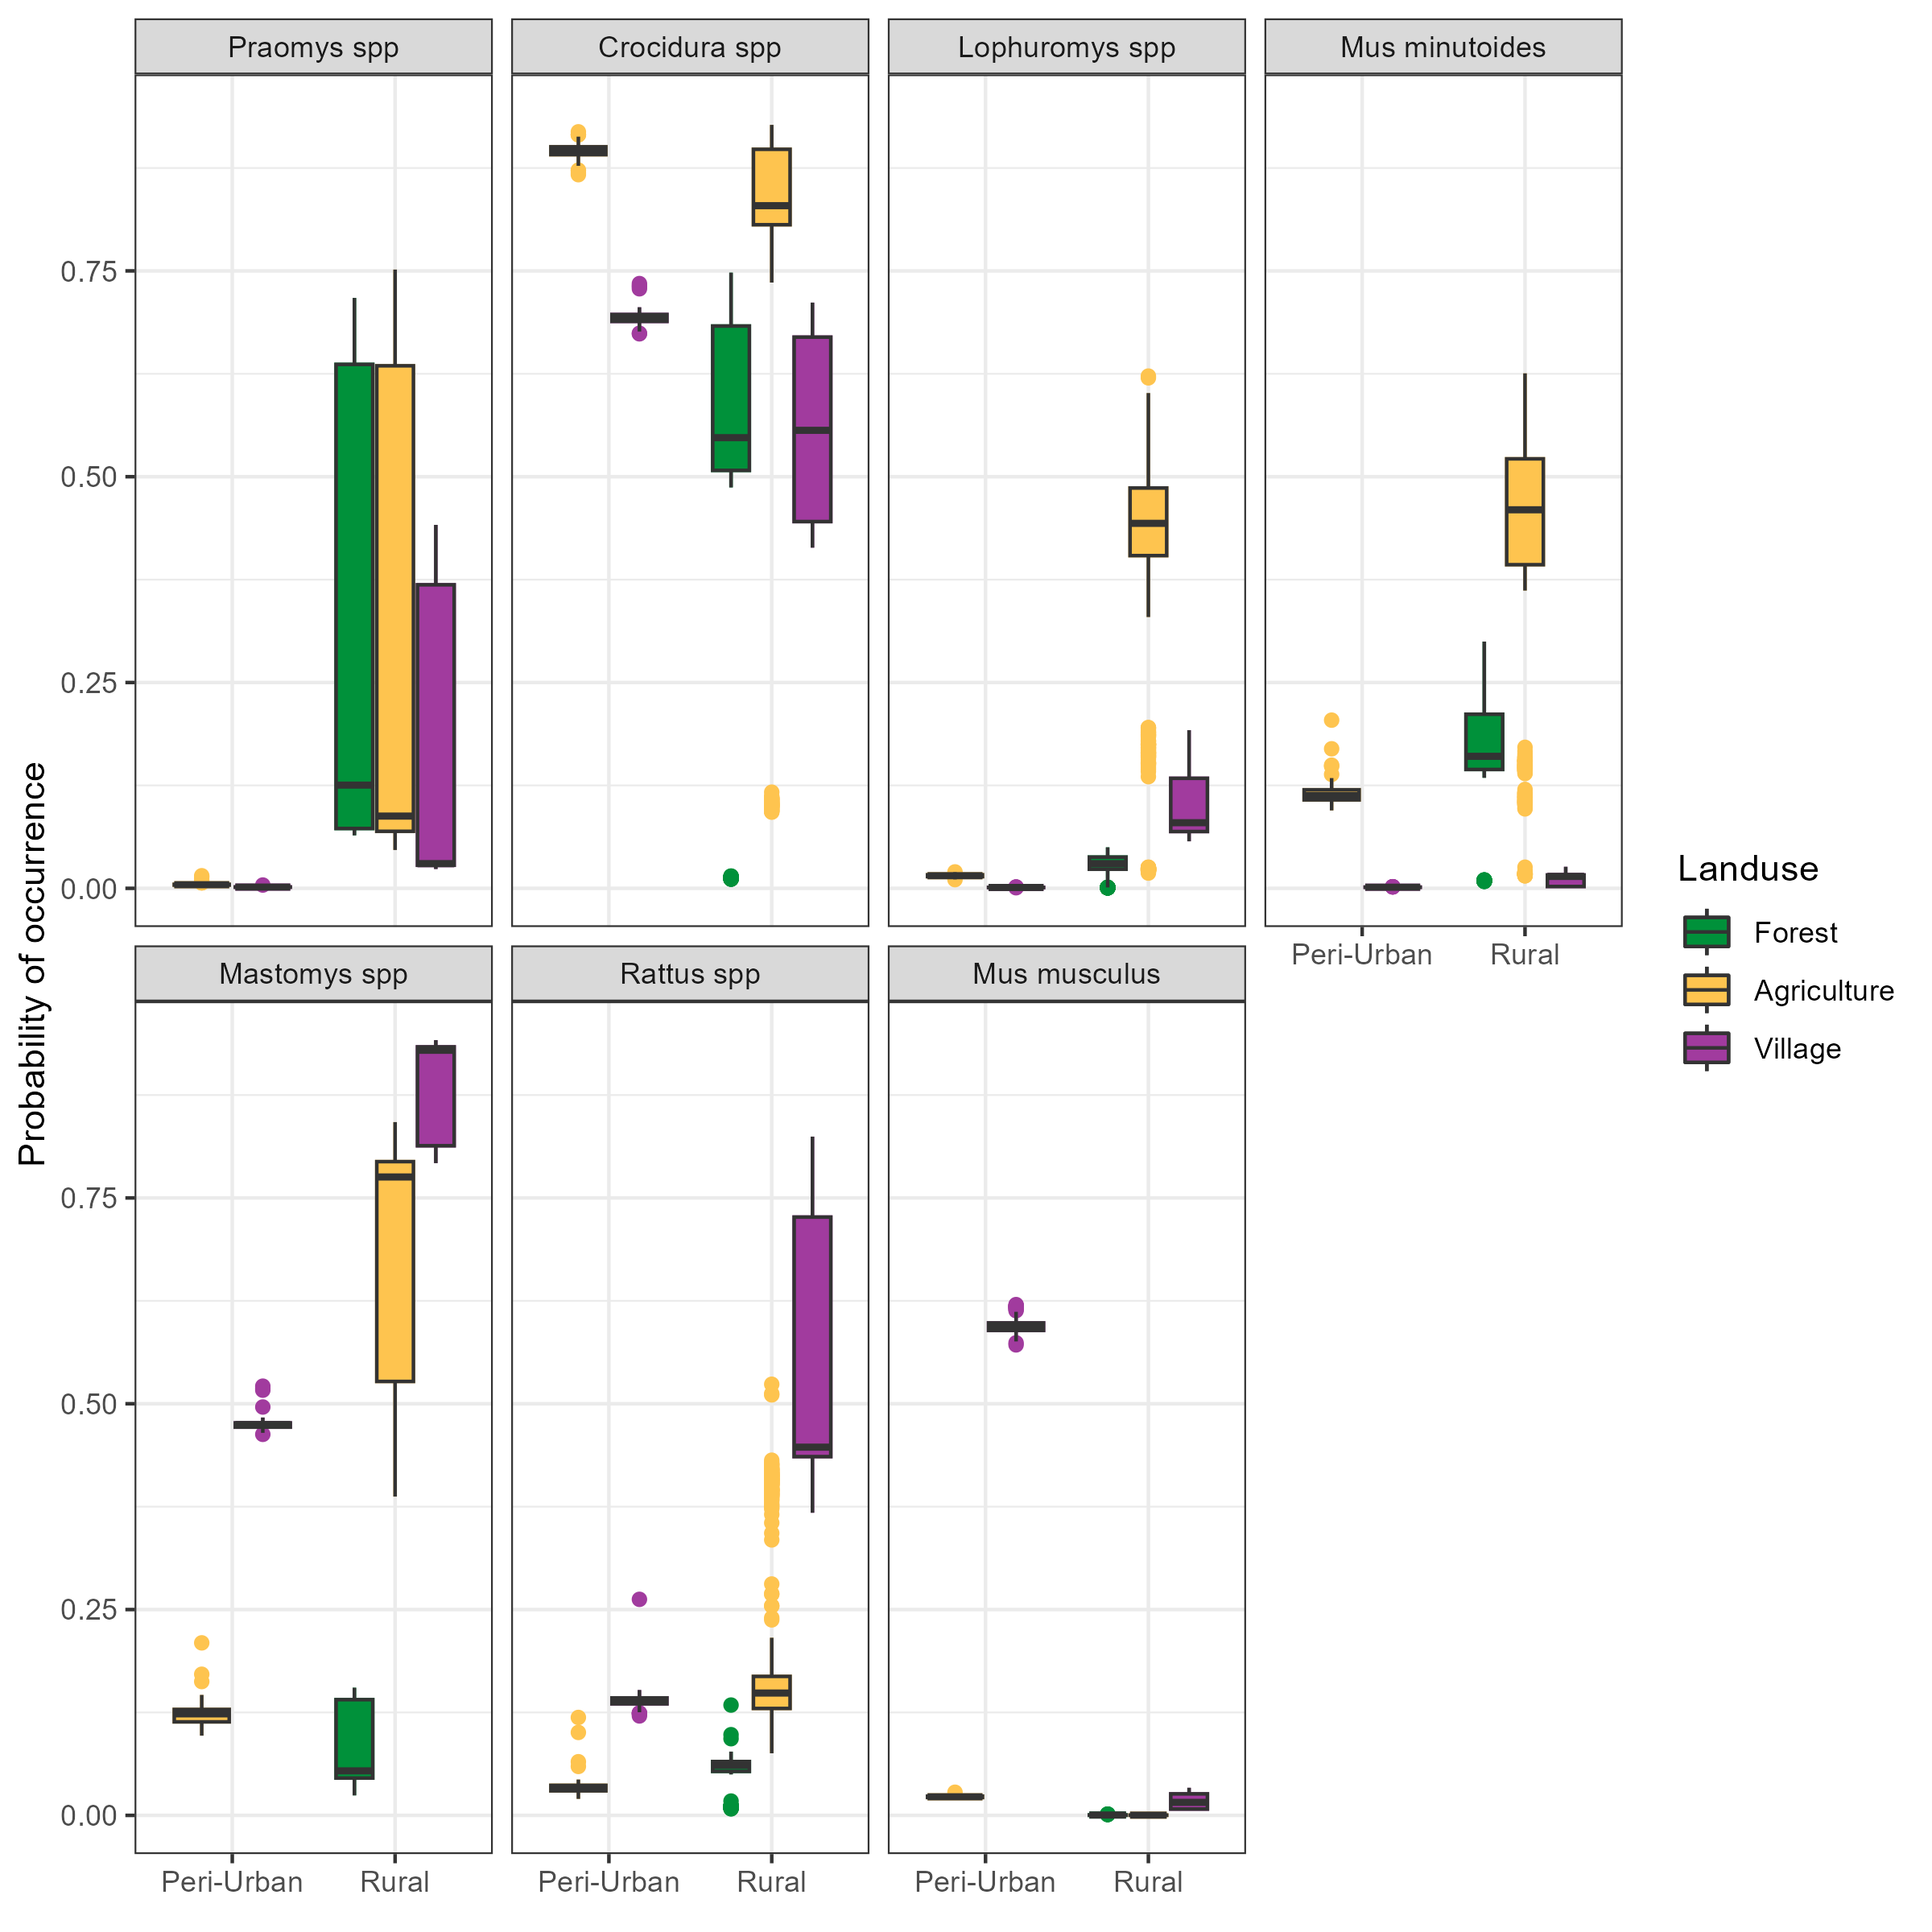 Praomys spp
Crocidura spp
Lophuromys spp
Mus minutoides
0.75
0.50
0.25
0.00
Peri-Urban
Rural
Mastomys spp
Rattus spp
Mus musculus
0.75
0.50
0.25
0.00
Peri-Urban
Rural
Peri-Urban
Rural
Peri-Urban
Rural
Probability of occurrence
Landuse
Forest
Agriculture
Village